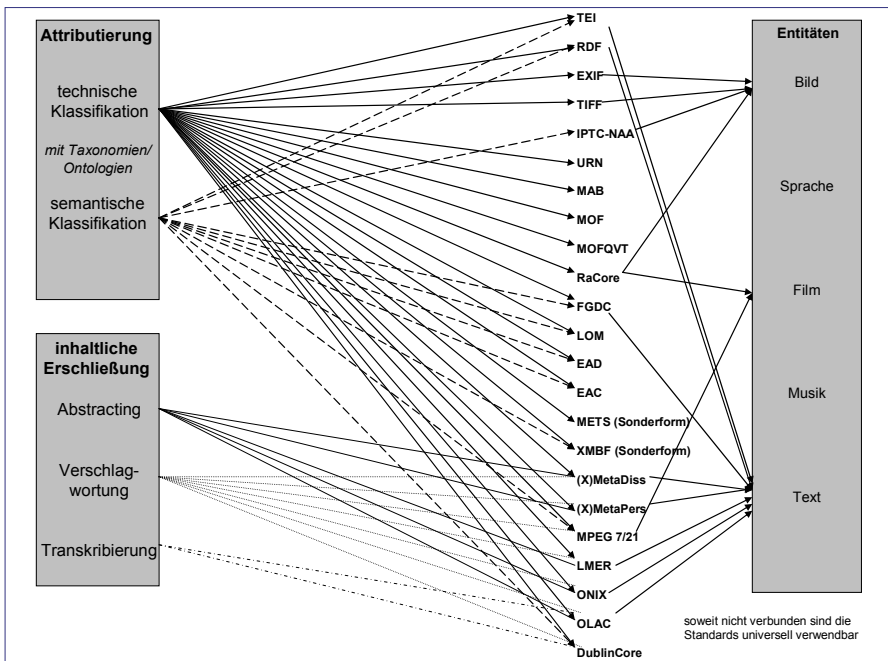 Attributierung
technische
Klassifikation
mit Taxonomien/
Ontologien
semantische
Klassifikation
inhaltliche
Erschließung
Abstracting
Verschlag-
wortung
Transkribierung
TEI
RDF
EXIF
TIFF
IPTC-NAA
URN
MAB
MOF
MOFQVT
RaCore
FGDC
LOM
EAD
EAC
METS (Sonderform)
XMBF (Sonderform)
(X)MetaDiss
(X)MetaPers
MPEG 7/21
LMER
ONIX
OLAC
DublinCore
Entitäten
Bild
Sprache
Film
Musik
Text
soweit nicht verbunden sind die
Standards universell verwendbar